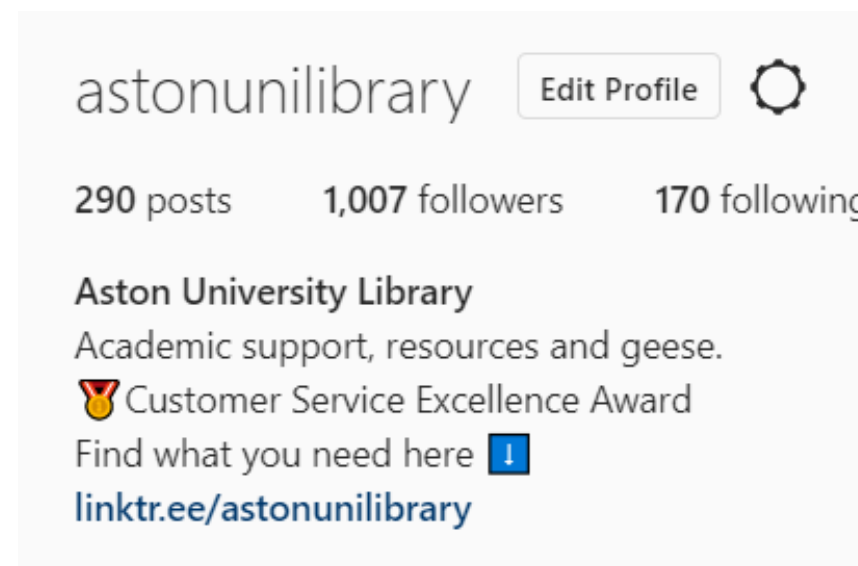 astonunilibrary Edit Profile
290 posts 1,007 followers 170 following
Aston University Library
Academic support, resources and geese.
🏅Customer Service Excellence Award
Find what you need here ⬇️
linktr.ee/astonunilibrary